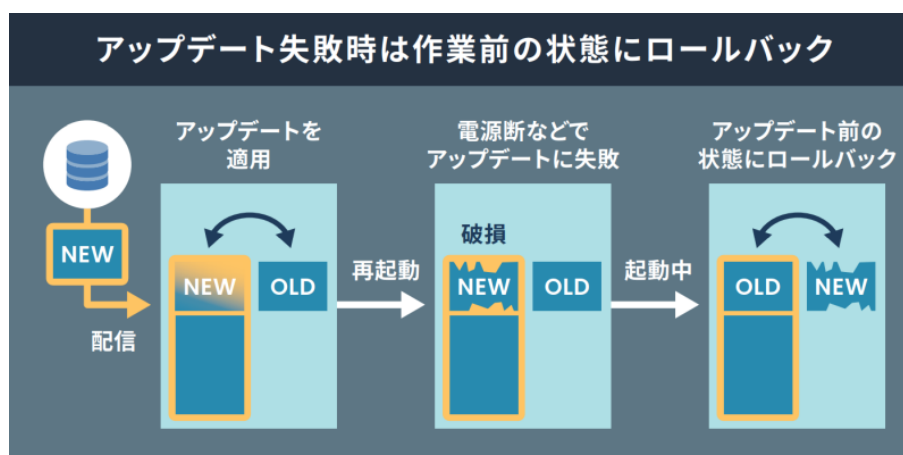 アップデート失敗時は作業前の状態にロールバック
アップデートを
適用
電源断などで
アップデートに失敗
アップデート前の
状態にロールバック
NEW
配信
NEW
OLD
再起動
破損
NEW
OLD
起動中
OLD
NEW